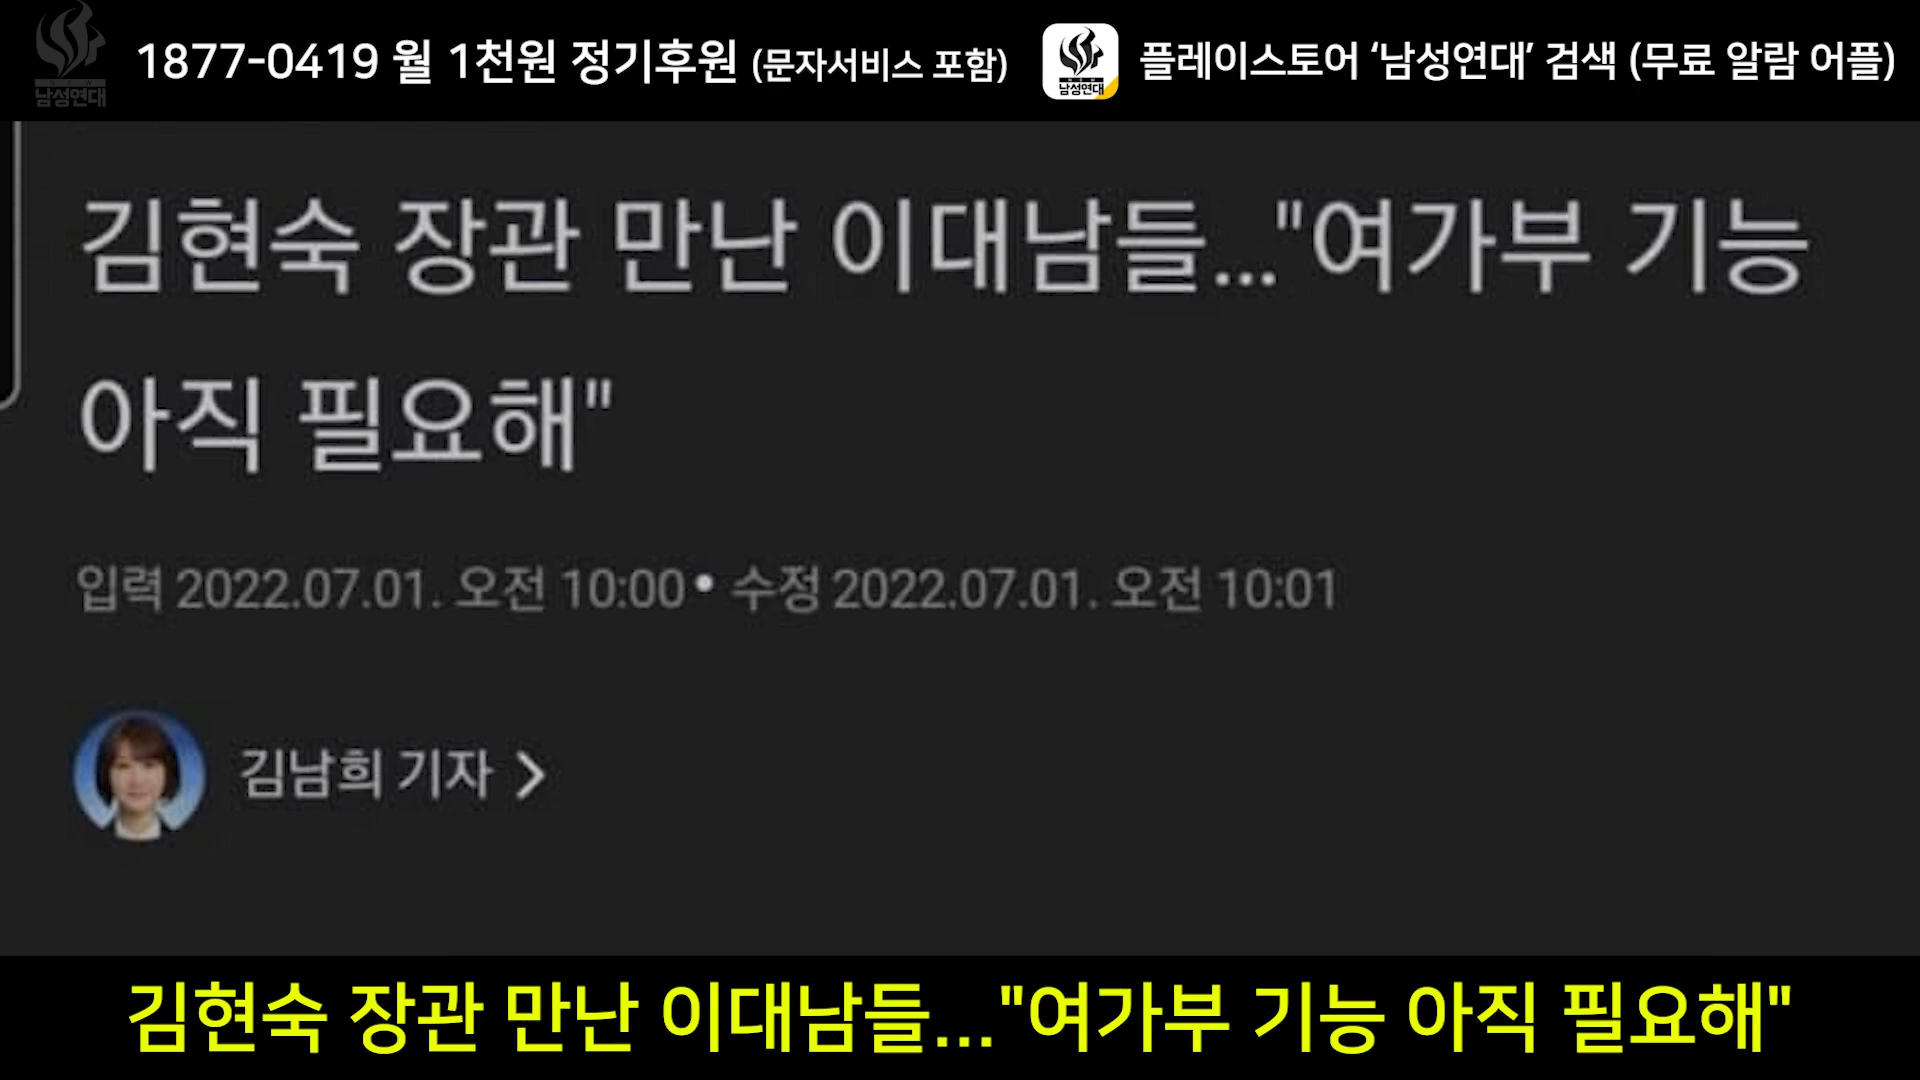 남성연대
1877-0419 월 1천원 정기후원 (문자서비스 포함)
남성연대
플레이스토어 ‘남성연대’ 검색 (무료 알람 어플)
김현숙 장관 만난 이대남들..."여가부 기능
아직 필요해"
입력 2022.07.01. 오전 10:00 • 수정 2022.07.01. 오전 10:01
김남희 기자 >
김현숙 장관 만난 이대남들..."여가부 기능 아직 필요해"